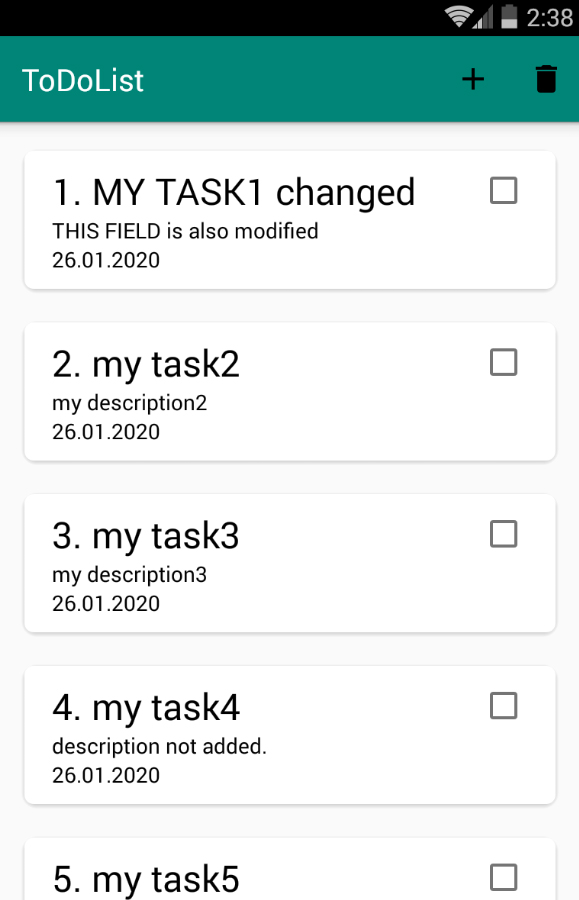 2:38
ToDoList
1. MY TASK1 changed
THIS FIELD is also modified
26.01.2020
2. my task2
my description2
26.01.2020
3. my task3
my description3
26.01.2020
4. my task4
description not added.
26.01.2020
5. my task5